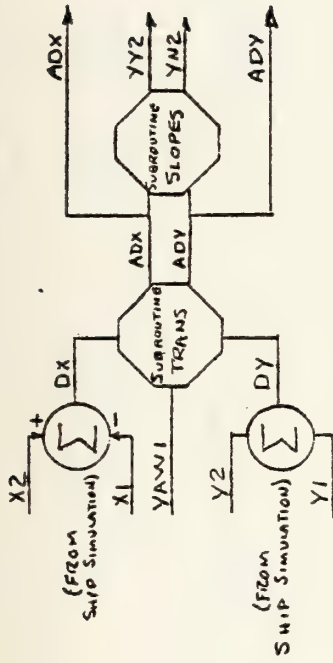 ADX
X2
+
Σ
DX
(FROM
SHIP SIMULATION)
X1
-
SUBROUTINE
TRANS
YAW1
ADX
ADY
SUBROUTINE
SLOPES
YY2
YN2
Y2
Σ
DY
(FROM
SHIP SIMULATION)
Y1
ADY